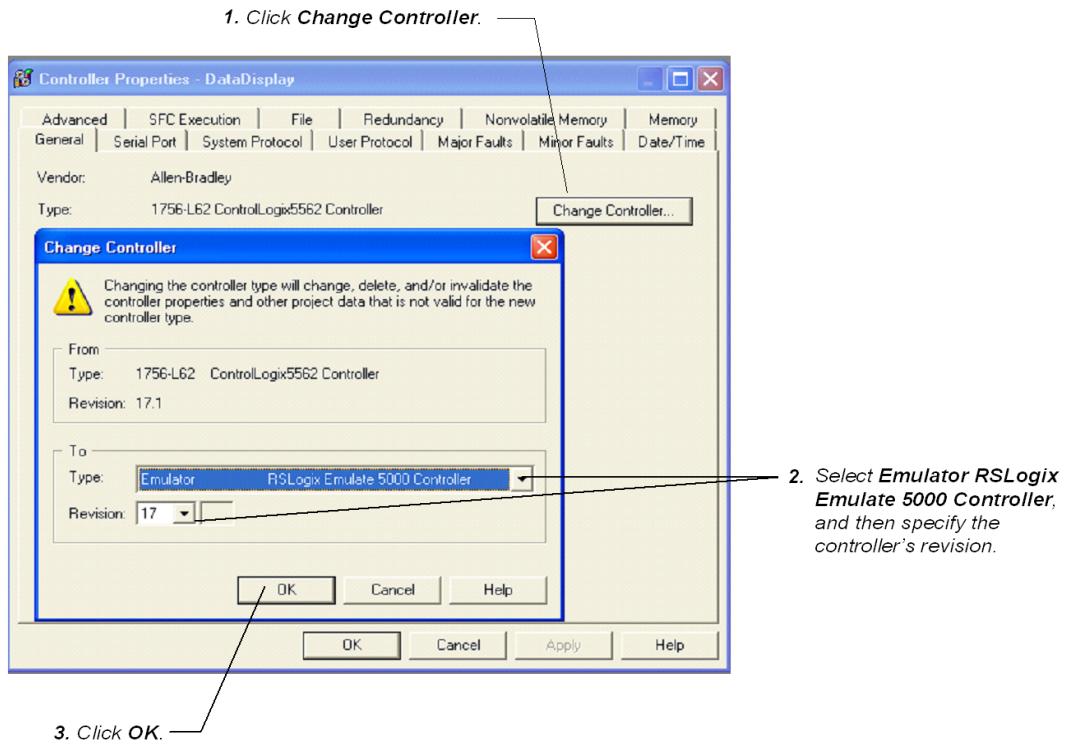 1. Click Change Controller.
Controller Properties - DataDisplay
Advanced SFC Execution File Redundancy Nonvolatile Memory Memory
General Serial Port System Protocol User Protocol Major Faults Minor Faults Date/Time
Vendor: Allen-Bradley
Type: 1756-L62 ControlLogix5562 Controller Change Controller...
Change Controller
Changing the controller type will change, delete, and/or invalidate the
controller properties and other project data that is not valid for the new
controller type.
From
Type: 1756-L62 ControlLogix5562 Controller
Revision: 17.1
To
Type: Emulator RSLogix Emulate 5000 Controller
Revision: 17
OK Cancel Help
OK Cancel Apply Help
2. Select Emulator RSLogix
Emulate 5000 Controller,
and then specify the
controller's revision.
3. Click OK.